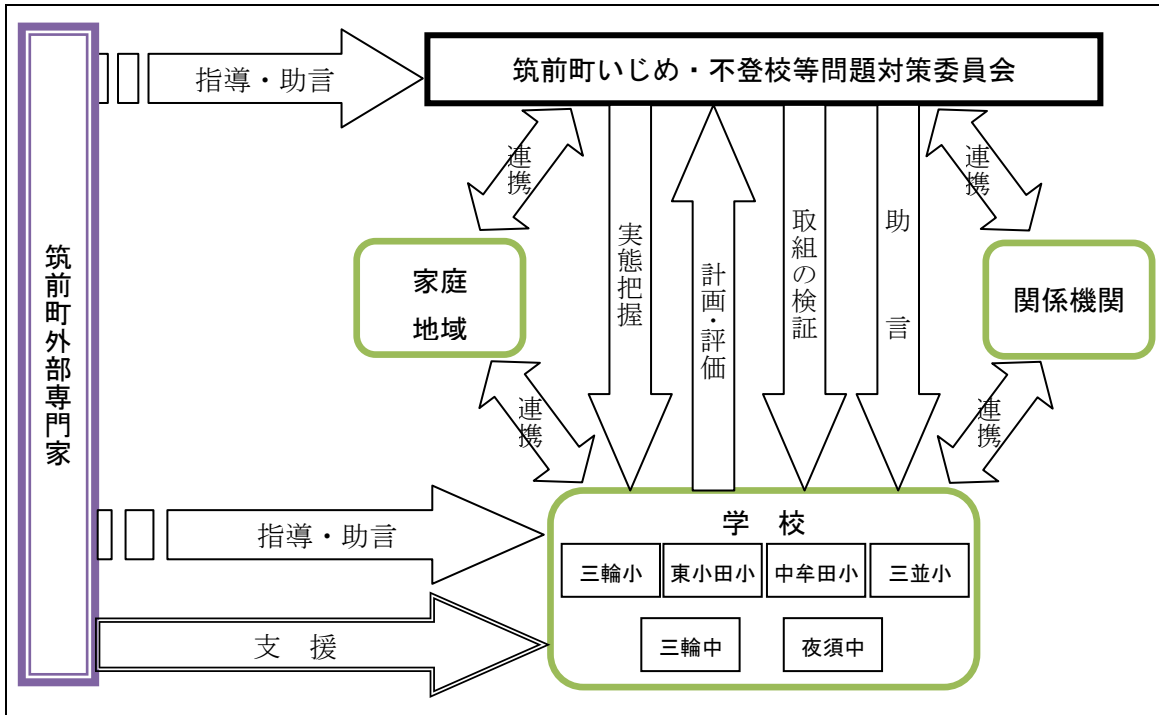 筑前町外部専門家
指導・助言
筑前町いじめ・不登校等問題対策委員会
連携
連携
実態把握
計画・評価
取組の検証
助言
家庭
地域
関係機関
連携
連携
指導・助言
支援
学校
三輪小
東小田小
中牟田小
三並小
三輪中
夜須中